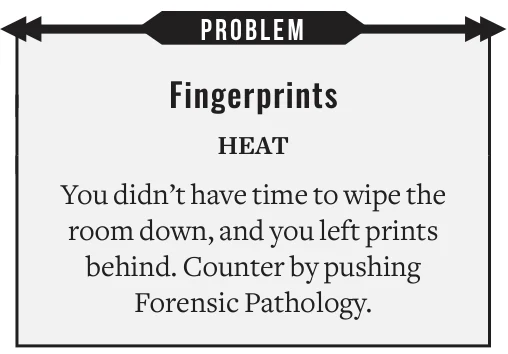 PROBLEM
Fingerprints
HEAT
You didn’t have time to wipe the
room down, and you left prints
behind. Counter by pushing
Forensic Pathology.